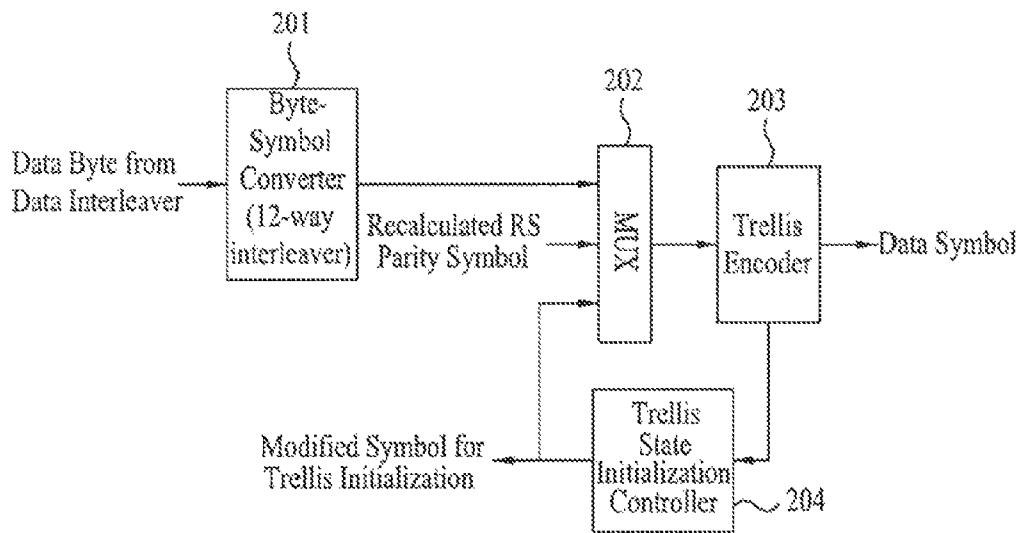 201
Byte-
Symbol
Converter
(12-way
interleaver)
Data Byte from
Data Interleaver
Recalculated RS
Parity Symbol
202
MUX
203
Trellis
Encoder
Data Symbol
Trellis
State
Initialization
Controller
204
Modified Symbol for
Trellis Initialization